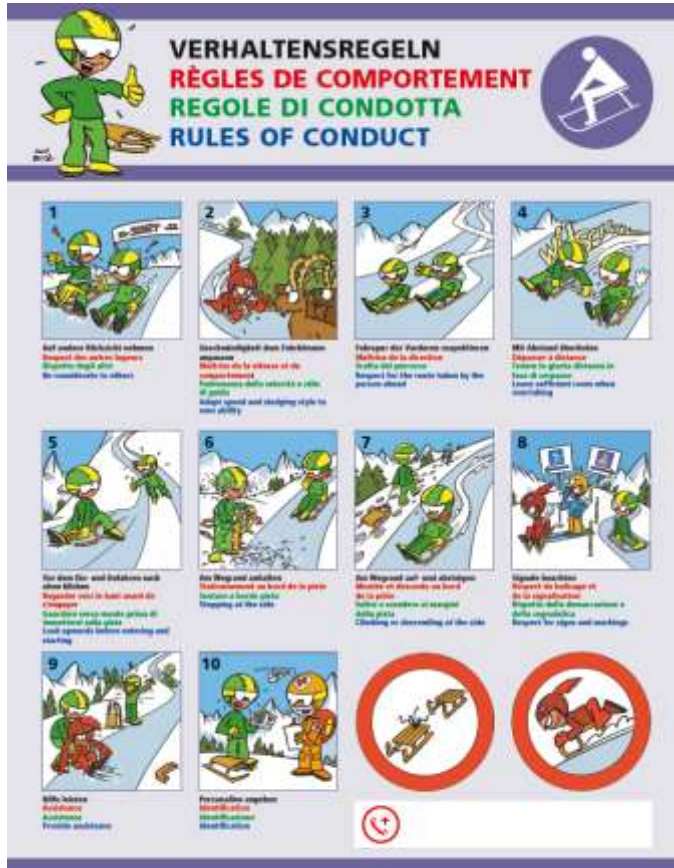 VERHALTENSREGELN
RÈGLES DE COMPORTEMENT
REGOLE DI CONDOTTA
RULES OF CONDUCT
1
Auf andere Rücksicht nehmen
Respect des autres lugeurs
Rispetto degli altri
Be considerate to others
2
Geschwindigkeit dem Fahrkönnen
anpassen
Maîtrise de la vitesse et du
comportement
Padronanza della velocità e stile
di guida
Adapt speed and sledging style to
your ability
3
Fahrspur der Vorderen respektieren
Maîtrise de la direction
Scelta del percorso
Respect for the route taken by the
person ahead
4
Mit Abstand überholen
Dépasser à distance
Tenere la giusta distanza in
fase di sorpasso
Leave sufficient room when
overtaking
5
Vor dem Ein- und Anfahren nach
oben blicken
Regarder vers le haut avant de
s'engager
Guardare verso monte prima di
immettersi sulla pista
Look upwards before entering and
starting
6
Am Wegrand anhalten
Stationnement au bord de la piste
Sostare a bordo pista
Stopping at the side
7
Am Wegrand auf- und absteigen
Montée et descente au bord
de la piste
Salire o scendere ai margini
della pista
Climbing or descending at the side
8
Signale beachten
Respect du balisage et
de la signalisation
Rispetto della demarcazione e
della segnaletica
Respect for signs and markings
9
Hilfe leisten
Assistance
Assistenza
Provide assistance
10
Personalien angeben
Identification
Identificazione
Identification